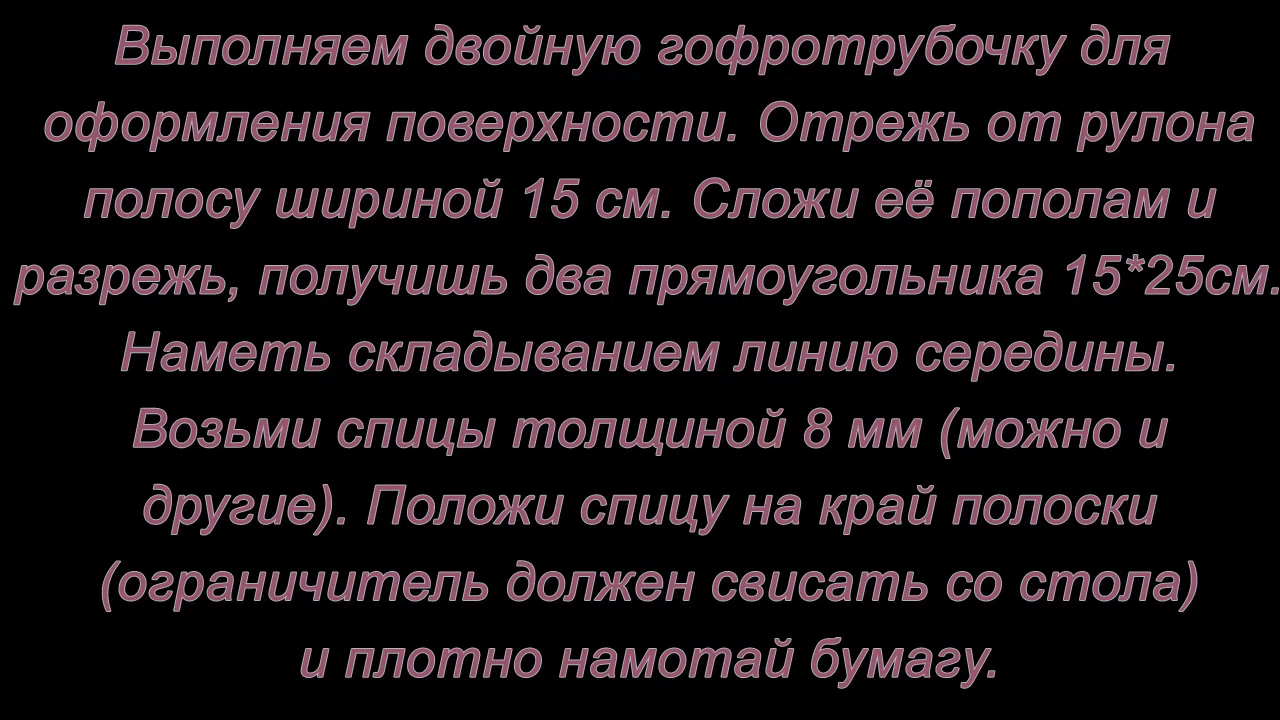 Выполняем двойную гофротрубочку для
оформления поверхности. Отрежь от рулона
полосу шириной 15 см. Сложи её пополам и
разрежь, получишь два прямоугольника 15*25см.
Наметь складыванием линию середины.
Возьми спицы толщиной 8 мм (можно и
другие). Положи спицу на край полоски
(ограничитель должен свисать со стола)
и плотно намотай бумагу.